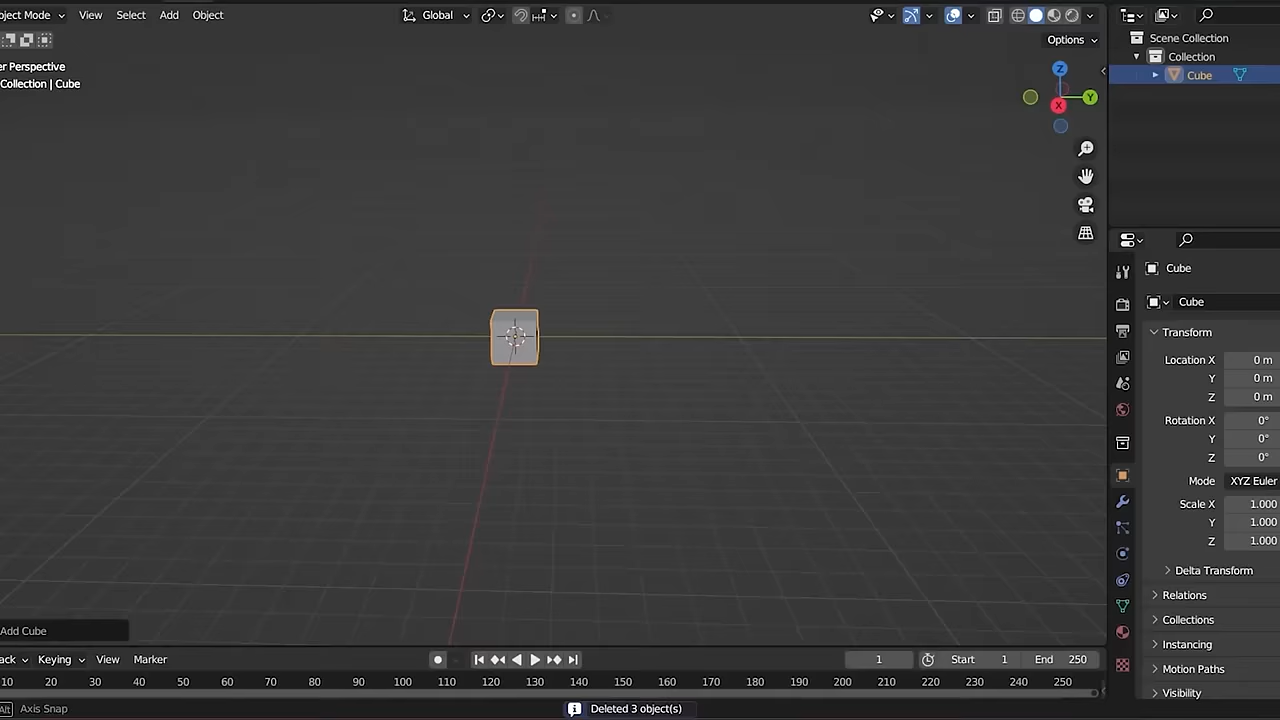 oject Mode View Select Add Object Global
Options
er Perspective
Collection | Cube
Z
Y
X
Scene Collection
Collection
Cube
Cube
Cube
Transform
Location X 0 m
Y 0 m
Z 0 m
Rotation X 0°
Y 0°
Z 0°
Mode XYZ Euler
Scale X 1.000
Y 1.000
Z 1.000
Delta Transform
Relations
Collections
Instancing
Motion Paths
Visibility
Add Cube
ack Keying View Marker 1 Start 1 End 250
10 20 30 40 50 60 70 80 90 100 110 120 130 140 150 160 170 180 190 200 210 220 230 240 250
Alt Axis Snap Deleted 3 object(s)